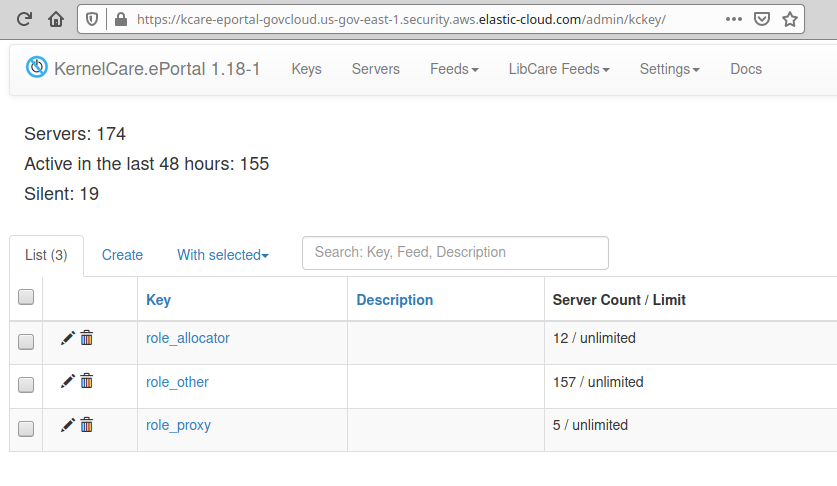 https://kcare-eportal-govcloud.us-gov-east-1.security.aws.elastic-cloud.com/admin/kckey/
KernelCare.ePortal 1.18-1 Keys Servers Feeds LibCare Feeds Settings Docs
Servers: 174
Active in the last 48 hours: 155
Silent: 19
List (3) Create With selected Search: Key, Feed, Description
Key Description Server Count / Limit
role_allocator 12 / unlimited
role_other 157 / unlimited
role_proxy 5 / unlimited